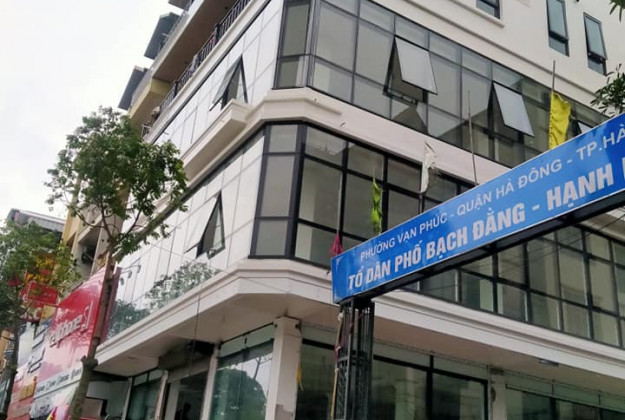 PHƯỜNG VẠN PHÚC - QUẬN HÀ ĐÔNG - TP.HÀ
TỔ DÂN PHỐ BẠCH ĐẰNG - HẠNH